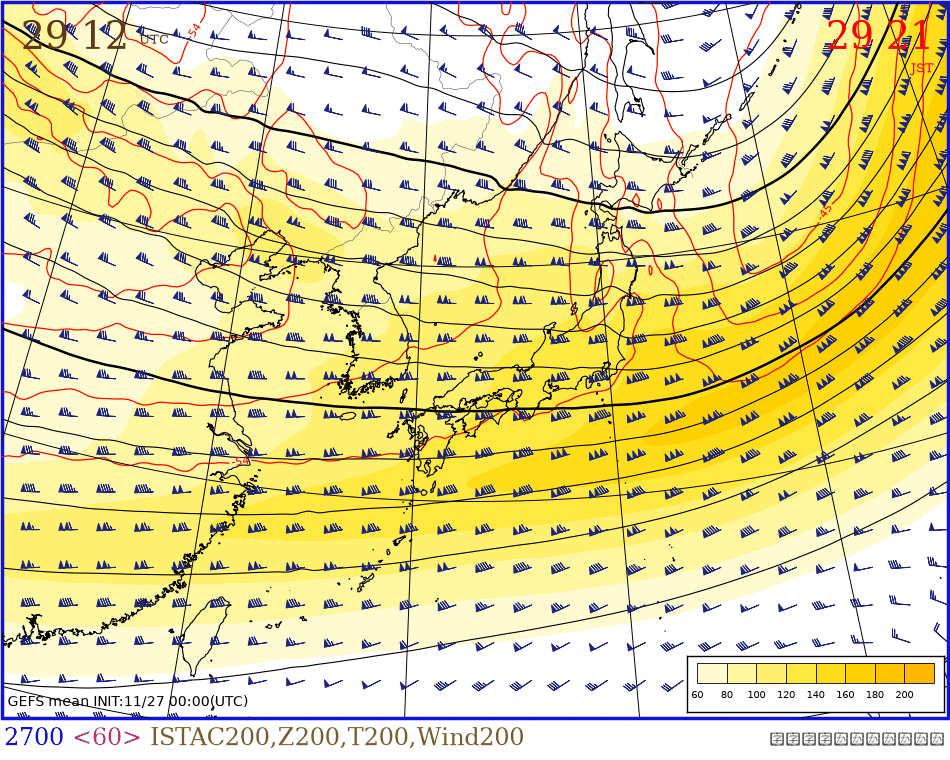 29 12 UTC
29 21
JST
-54
-45
GEFS mean INIT:11/27 00:00(UTC)
60 80 100 120 140 160 180 200
2700 <60> ISTAC200,Z200,T200,Wind200